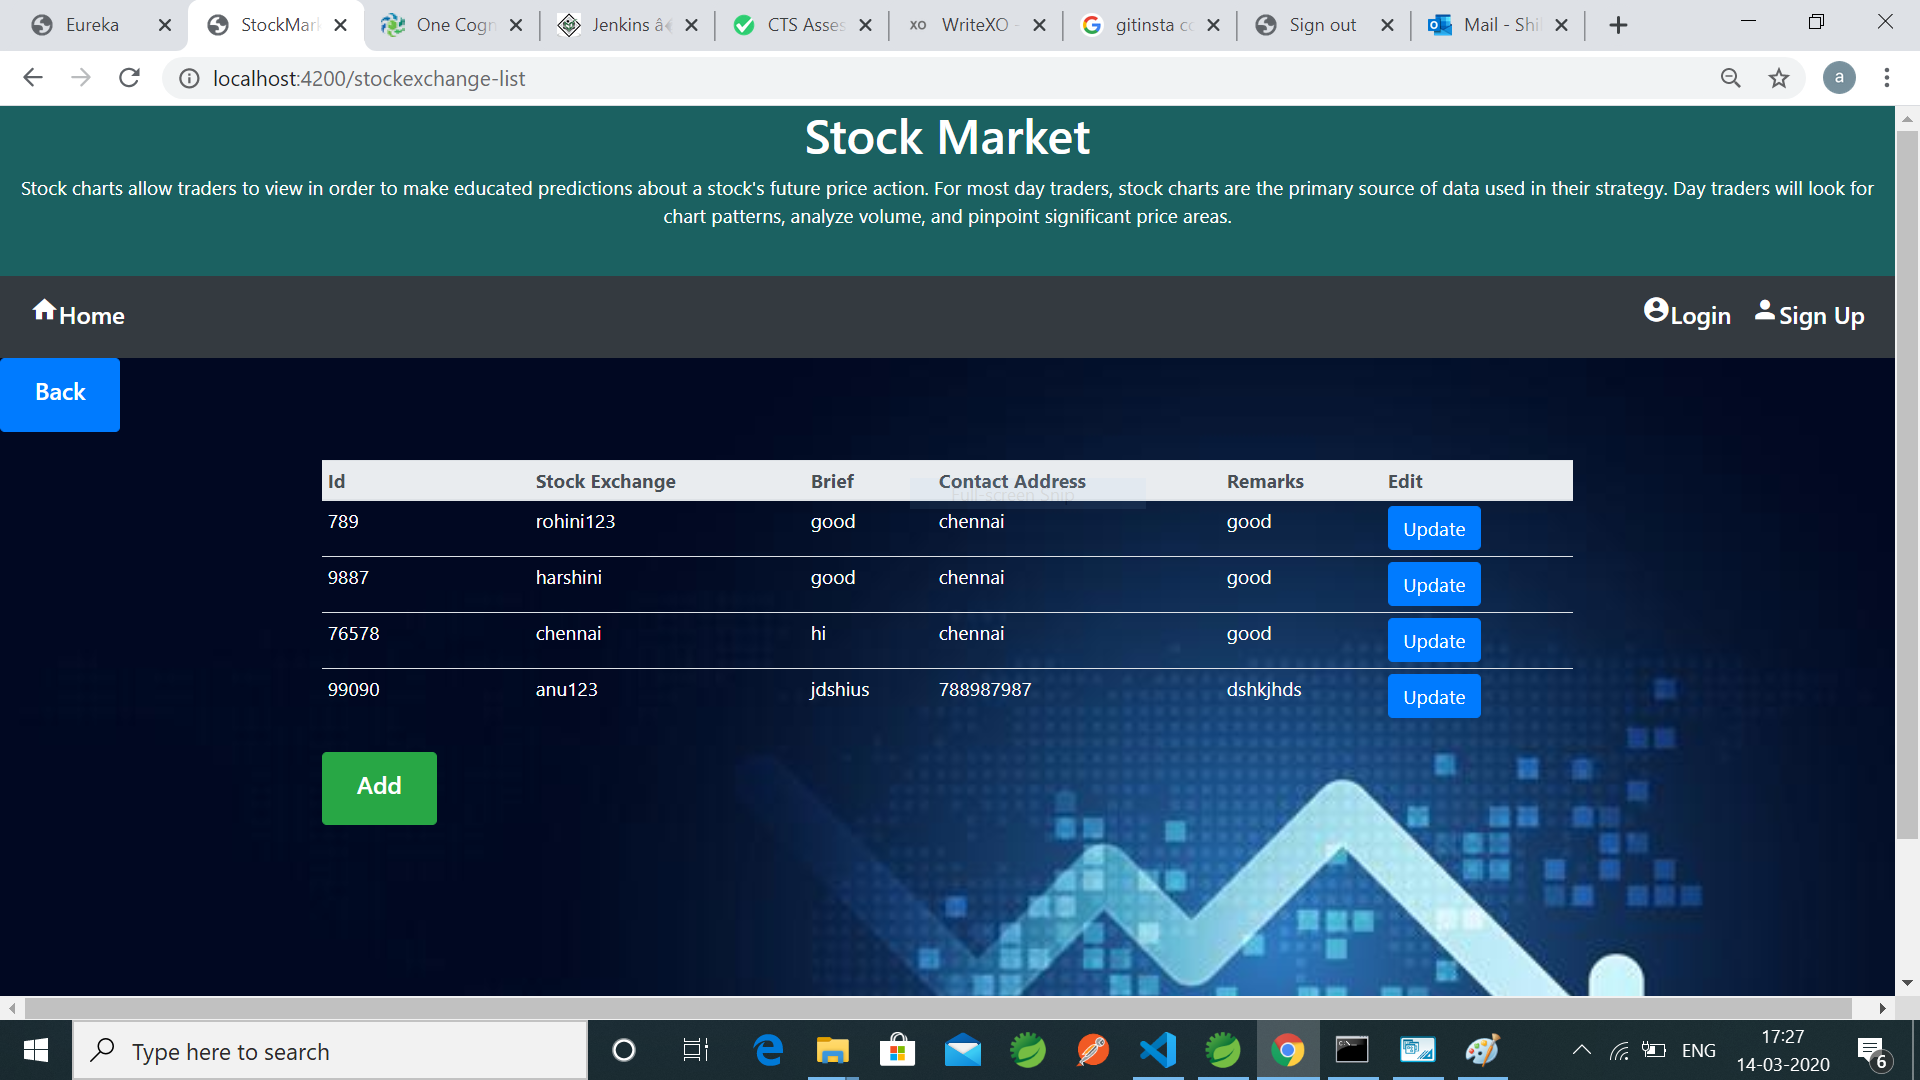 Eureka
StockMark
One Cogn
Jenkins â
CTS Asses
WriteXO -
gitinsta co
Sign out
Mail - Shi
localhost:4200/stockexchange-list
a
Stock Market
Stock charts allow traders to view in order to make educated predictions about a stock's future price action. For most day traders, stock charts are the primary source of data used in their strategy. Day traders will look for
chart patterns, analyze volume, and pinpoint significant price areas.
Home
Login
Sign Up
Back
Id Stock Exchange Brief Contact Address Remarks Edit
Full-screen Snip
789 rohini123 good chennai good Update
9887 harshini good chennai good Update
76578 chennai hi chennai good Update
99090 anu123 jdshius 788987987 dshkjhds Update
Add
Type here to search
ENG
17:27
14-03-2020
6